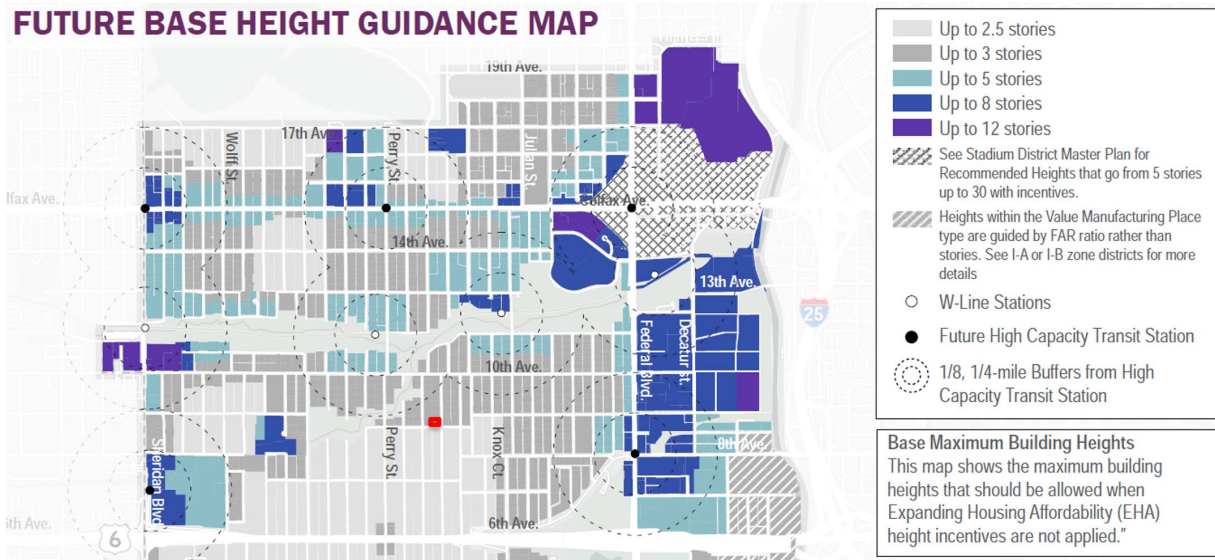 FUTURE BASE HEIGHT GUIDANCE MAP
19th Ave.
17th Ave.
Wolff St.
Perry St.
Julian St.
lfax Ave.
Colfax Ave.
14th Ave.
13th Ave.
Federal Blvd.
Decatur St.
25
10th Ave.
Perry St.
Knox Ct.
8th Ave.
Sheridan Blvd.
6th Ave.
5th Ave.
6
Up to 2.5 stories
Up to 3 stories
Up to 5 stories
Up to 8 stories
Up to 12 stories
See Stadium District Master Plan for
Recommended Heights that go from 5 stories
up to 30 with incentives.
Heights within the Value Manufacturing Place
type are guided by FAR ratio rather than
stories. See I-A or I-B zone districts for more
details
W-Line Stations
Future High Capacity Transit Station
1/8, 1/4-mile Buffers from High
Capacity Transit Station
Base Maximum Building Heights
This map shows the maximum building
heights that should be allowed when
Expanding Housing Affordability (EHA)
height incentives are not applied.”